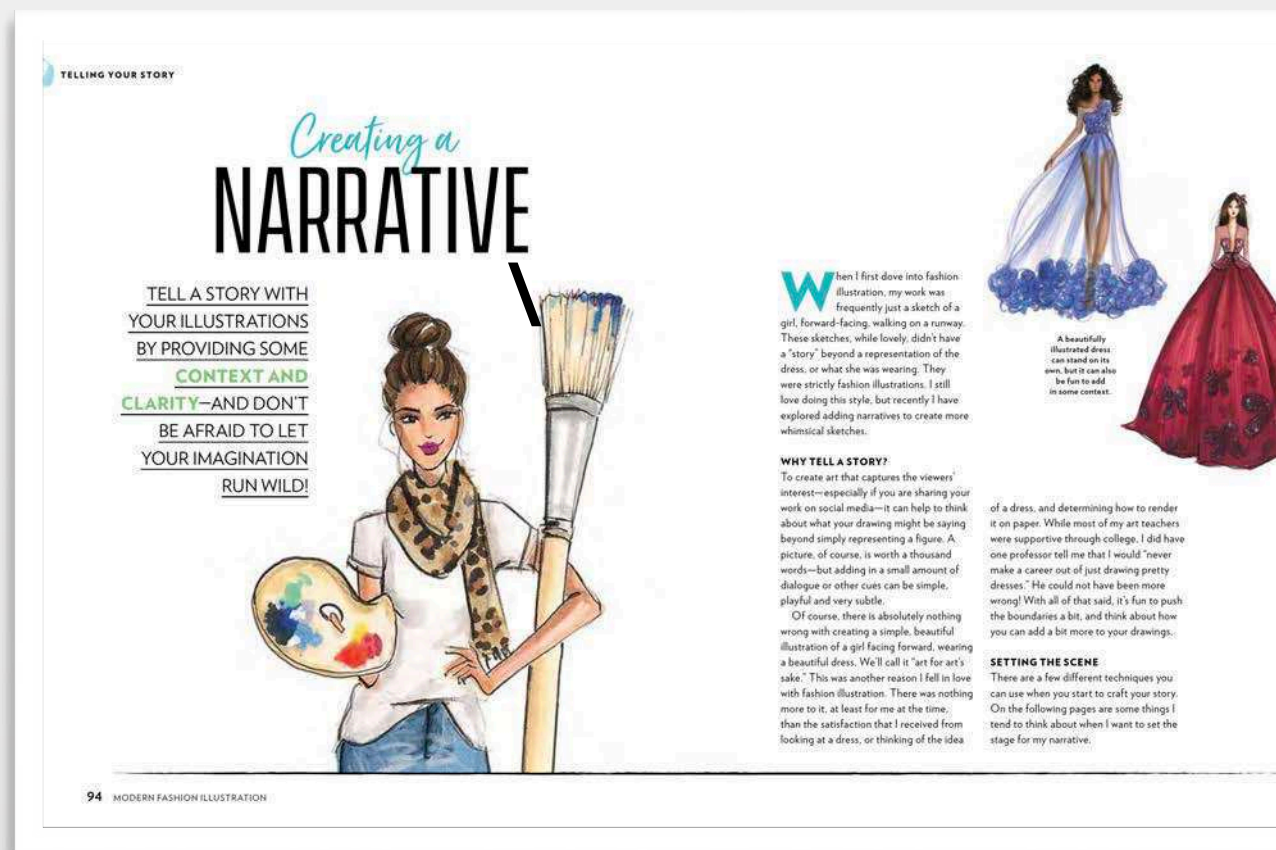 TELLING YOUR STORY
Creating a
NARRATIVE
TELL A STORY WITH
YOUR ILLUSTRATIONS
BY PROVIDING SOME
CONTEXT AND
CLARITY—AND DON'T
BE AFRAID TO LET
YOUR IMAGINATION
RUN WILD!
When I first dove into fashion
illustration, my work was
frequently just a sketch of a
girl, forward-facing, walking on a runway.
These sketches, while lovely, didn't have
a "story" beyond a representation of the
dress, or what she was wearing. They
were strictly fashion illustrations. I still
love doing this style, but recently I have
explored adding narratives to create more
whimsical sketches.
WHY TELL A STORY?
To create art that captures the viewers'
interest—especially if you are sharing your
work on social media—it can help to think
about what your drawing might be saying
beyond simply representing a figure. A
picture, of course, is worth a thousand
words—but adding in a small amount of
dialogue or other cues can be simple,
playful and very subtle.
Of course, there is absolutely nothing
wrong with creating a simple, beautiful
illustration of a girl facing forward, wearing
a beautiful dress. We'll call it "art for art's
sake." This was another reason I fell in love
with fashion illustration. There was nothing
more to it, at least for me at the time,
than the satisfaction that I received from
looking at a dress, or thinking of the idea
A beautifully
illustrated dress
can stand on its
own, but it can also
be fun to add
in some context.
of a dress, and determining how to render
it on paper. While most of my art teachers
were supportive through college, I did have
one professor tell me that I would "never
make a career out of just drawing pretty
dresses." He could not have been more
wrong! With all of that said, it's fun to push
the boundaries a bit, and think about how
you can add a bit more to your drawings.
SETTING THE SCENE
There are a few different techniques you
can use when you start to craft your story.
On the following pages are some things I
tend to think about when I want to set the
stage for my narrative.
94 MODERN FASHION ILLUSTRATION